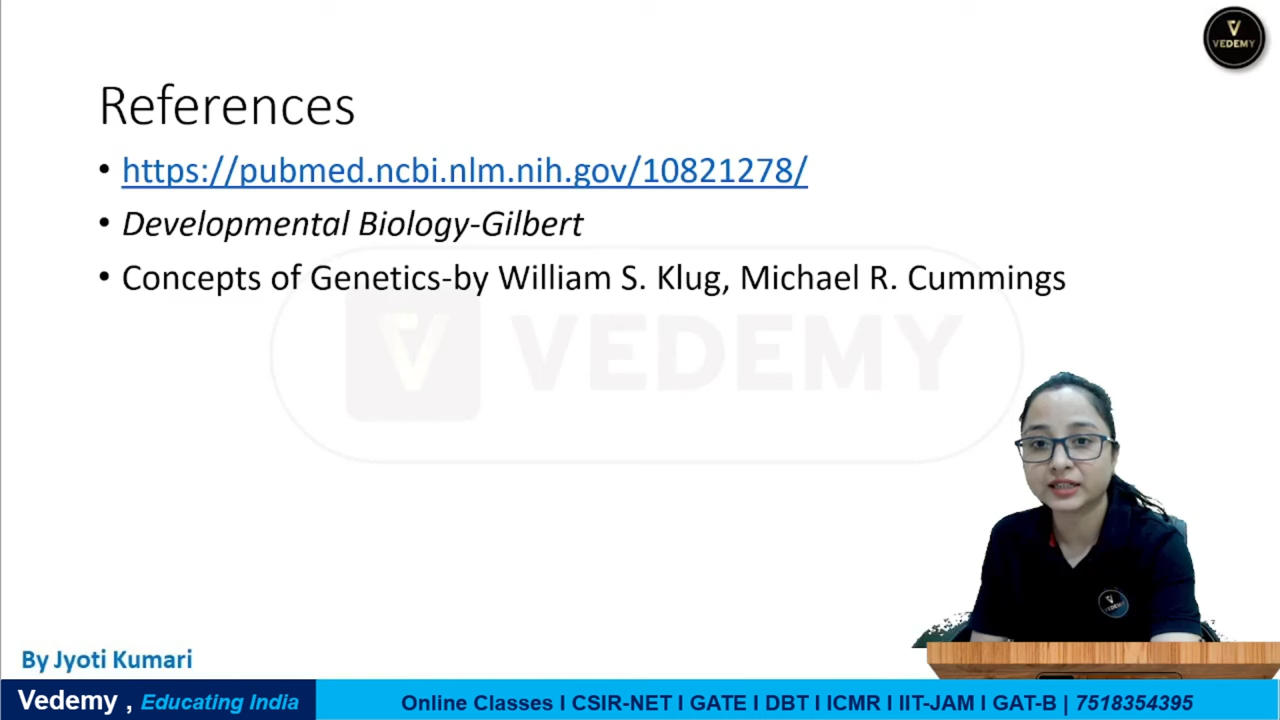 VEDEMY
References
• https://pubmed.ncbi.nlm.nih.gov/10821278/
• Developmental Biology-Gilbert
• Concepts of Genetics-by William S. Klug, Michael R. Cummings
VEDEMY
VEDEMY
By Jyoti Kumari
Vedemy , Educating India
Online Classes I CSIR-NET I GATE I DBT I ICMR I IIT-JAM I GAT-B | 7518354395